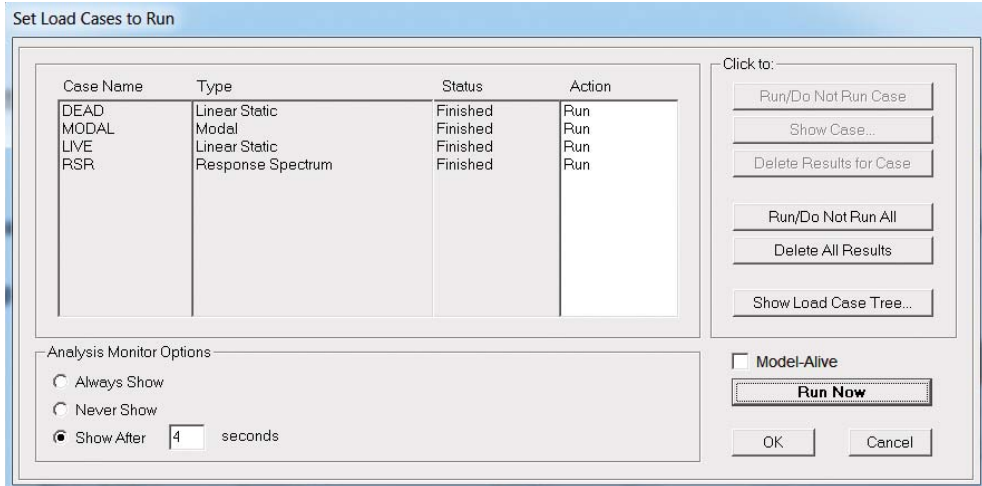 Set Load Cases to Run
Case Name Type Status Action
DEAD Linear Static Finished Run
MODAL Modal Finished Run
LIVE Linear Static Finished Run
RSR Response Spectrum Finished Run
Click to:
Run/Do Not Run Case
Show Case...
Delete Results for Case
Run/Do Not Run All
Delete All Results
Show Load Case Tree...
Analysis Monitor Options
Always Show
Never Show
Show After 4 seconds
Model-Alive
Run Now
OK Cancel